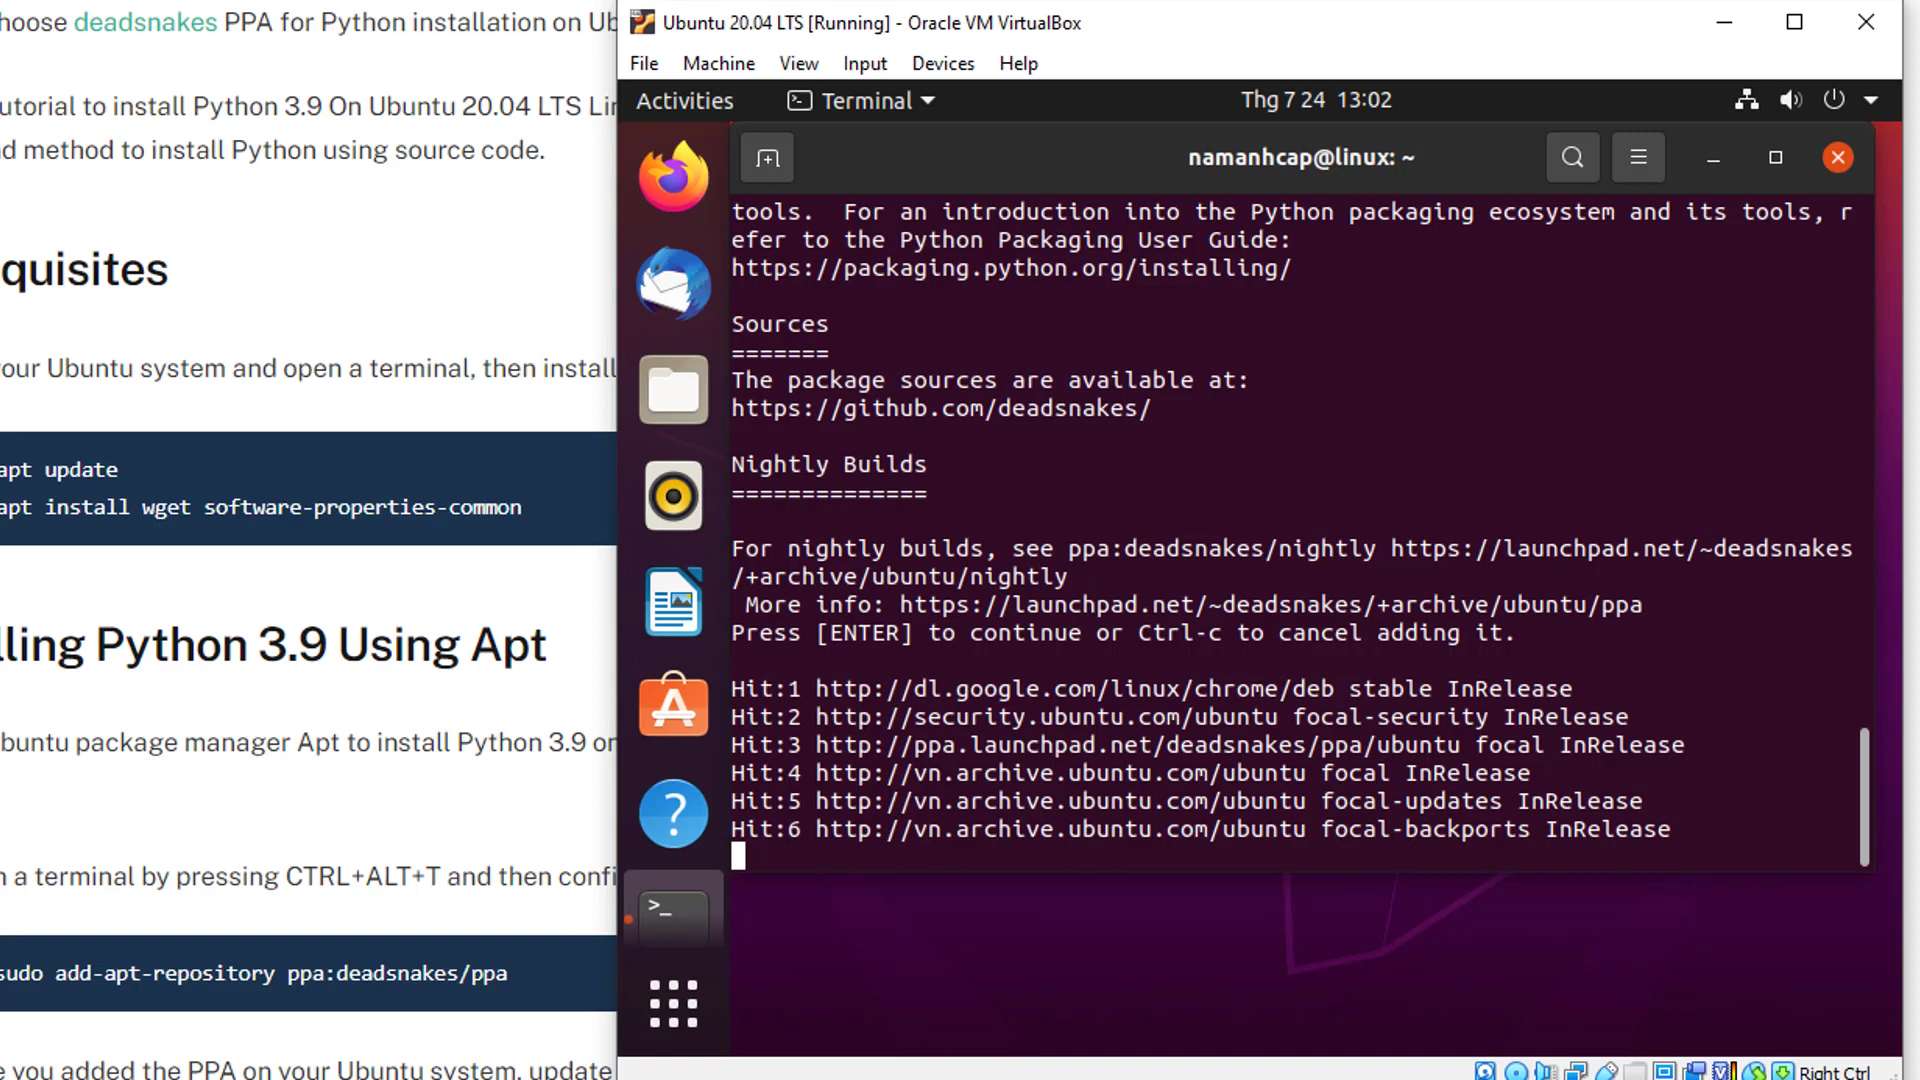 hoose deadsnakes PPA for Python installation on Ub
utorial to install Python 3.9 On Ubuntu 20.04 LTS Li
d method to install Python using source code.
quisites
our Ubuntu system and open a terminal, then install
apt update
apt install wget software-properties-common
lling Python 3.9 Using Apt
buntu package manager Apt to install Python 3.9 on
n a terminal by pressing CTRL+ALT+T and then confi
sudo add-apt-repository ppa:deadsnakes/ppa
e you added the PPA on your Ubuntu system, update
Ubuntu 20.04 LTS [Running] - Oracle VM VirtualBox
File Machine View Input Devices Help
Activities Terminal Thg 7 24 13:02
namanhcap@linux: ~
tools.  For an introduction into the Python packaging ecosystem and its tools, r
efer to the Python Packaging User Guide:
https://packaging.python.org/installing/
Sources
=======
The package sources are available at:
https://github.com/deadsnakes/
Nightly Builds
==============
For nightly builds, see ppa:deadsnakes/nightly https://launchpad.net/~deadsnakes
/+archive/ubuntu/nightly
More info: https://launchpad.net/~deadsnakes/+archive/ubuntu/ppa
Press [ENTER] to continue or Ctrl-c to cancel adding it.
Hit:1 http://dl.google.com/linux/chrome/deb stable InRelease
Hit:2 http://security.ubuntu.com/ubuntu focal-security InRelease
Hit:3 http://ppa.launchpad.net/deadsnakes/ppa/ubuntu focal InRelease
Hit:4 http://vn.archive.ubuntu.com/ubuntu focal InRelease
Hit:5 http://vn.archive.ubuntu.com/ubuntu focal-updates InRelease
Hit:6 http://vn.archive.ubuntu.com/ubuntu focal-backports InRelease
Right Ctrl